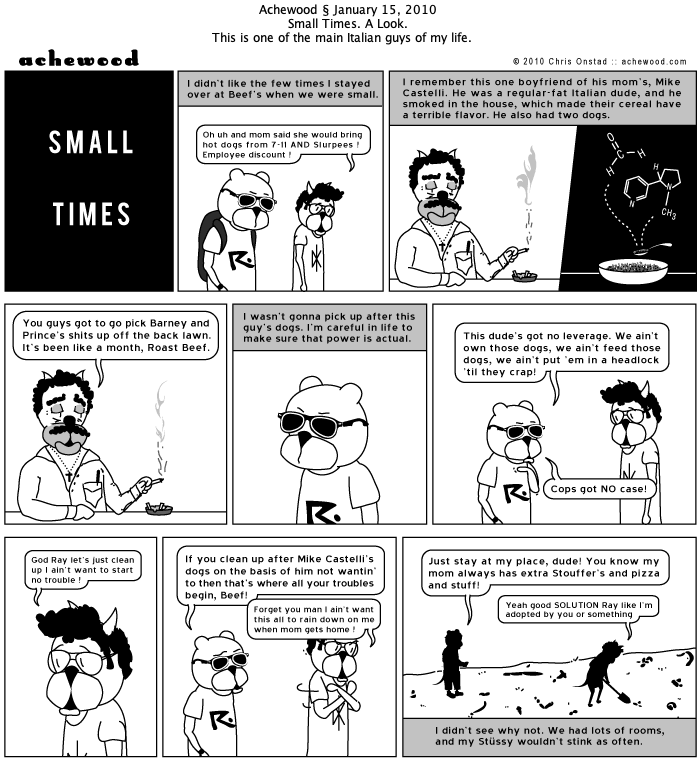 Achewood § January 15, 2010
Small Times. A Look.
This is one of the main Italian guys of my life.
achewood
© 2010 Chris Onstad :: achewood.com
SMALL
TIMES
I didn't like the few times I stayed
over at Beef's when we were small.
Oh uh and mom said she would bring
hot dogs from 7-11 AND Slurpees !
Employee discount !
R.
I remember this one boyfriend of his mom's, Mike
Castelli. He was a regular-fat Italian dude, and he
smoked in the house, which made their cereal have
a terrible flavor. He also had two dogs.
O
H
C
H
H
N
N
CH3
You guys got to go pick Barney and
Prince's shits up off the back lawn.
It's been like a month, Roast Beef.
I wasn't gonna pick up after this
guy's dogs. I'm careful in life to
make sure that power is actual.
R.
This dude's got no leverage. We ain't
own those dogs, we ain't feed those
dogs, we ain't put 'em in a headlock
'til they crap!
R.
Cops got NO case!
God Ray let's just clean
up I ain't want to start
no trouble !
If you clean up after Mike Castelli's
dogs on the basis of him not wantin'
to then that's where all your troubles
begin, Beef!
Forget you man I ain't want
this all to rain down on me
when mom gets home !
R.
Just stay at my place, dude! You know my
mom always has extra Stouffer's and pizza
and stuff!
Yeah good SOLUTION Ray like I'm
adopted by you or something
I didn't see why not. We had lots of rooms,
and my Stüssy wouldn't stink as often.